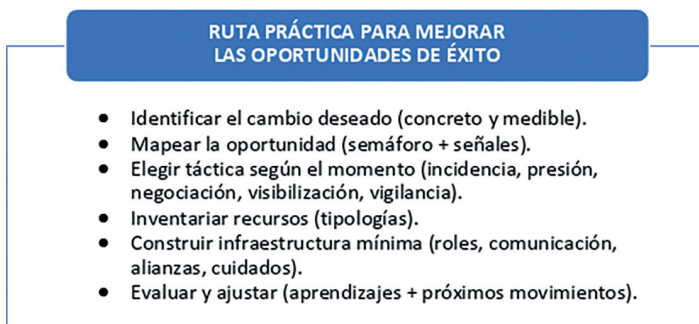 RUTA PRÁCTICA PARA MEJORAR
LAS OPORTUNIDADES DE ÉXITO
● Identificar el cambio deseado (concreto y medible).
● Mapear la oportunidad (semáforo + señales).
● Elegir táctica según el momento (incidencia, presión,
negociación, visibilización, vigilancia).
● Inventariar recursos (tipologías).
● Construir infraestructura mínima (roles, comunicación,
alianzas, cuidados).
● Evaluar y ajustar (aprendizajes + próximos movimientos).